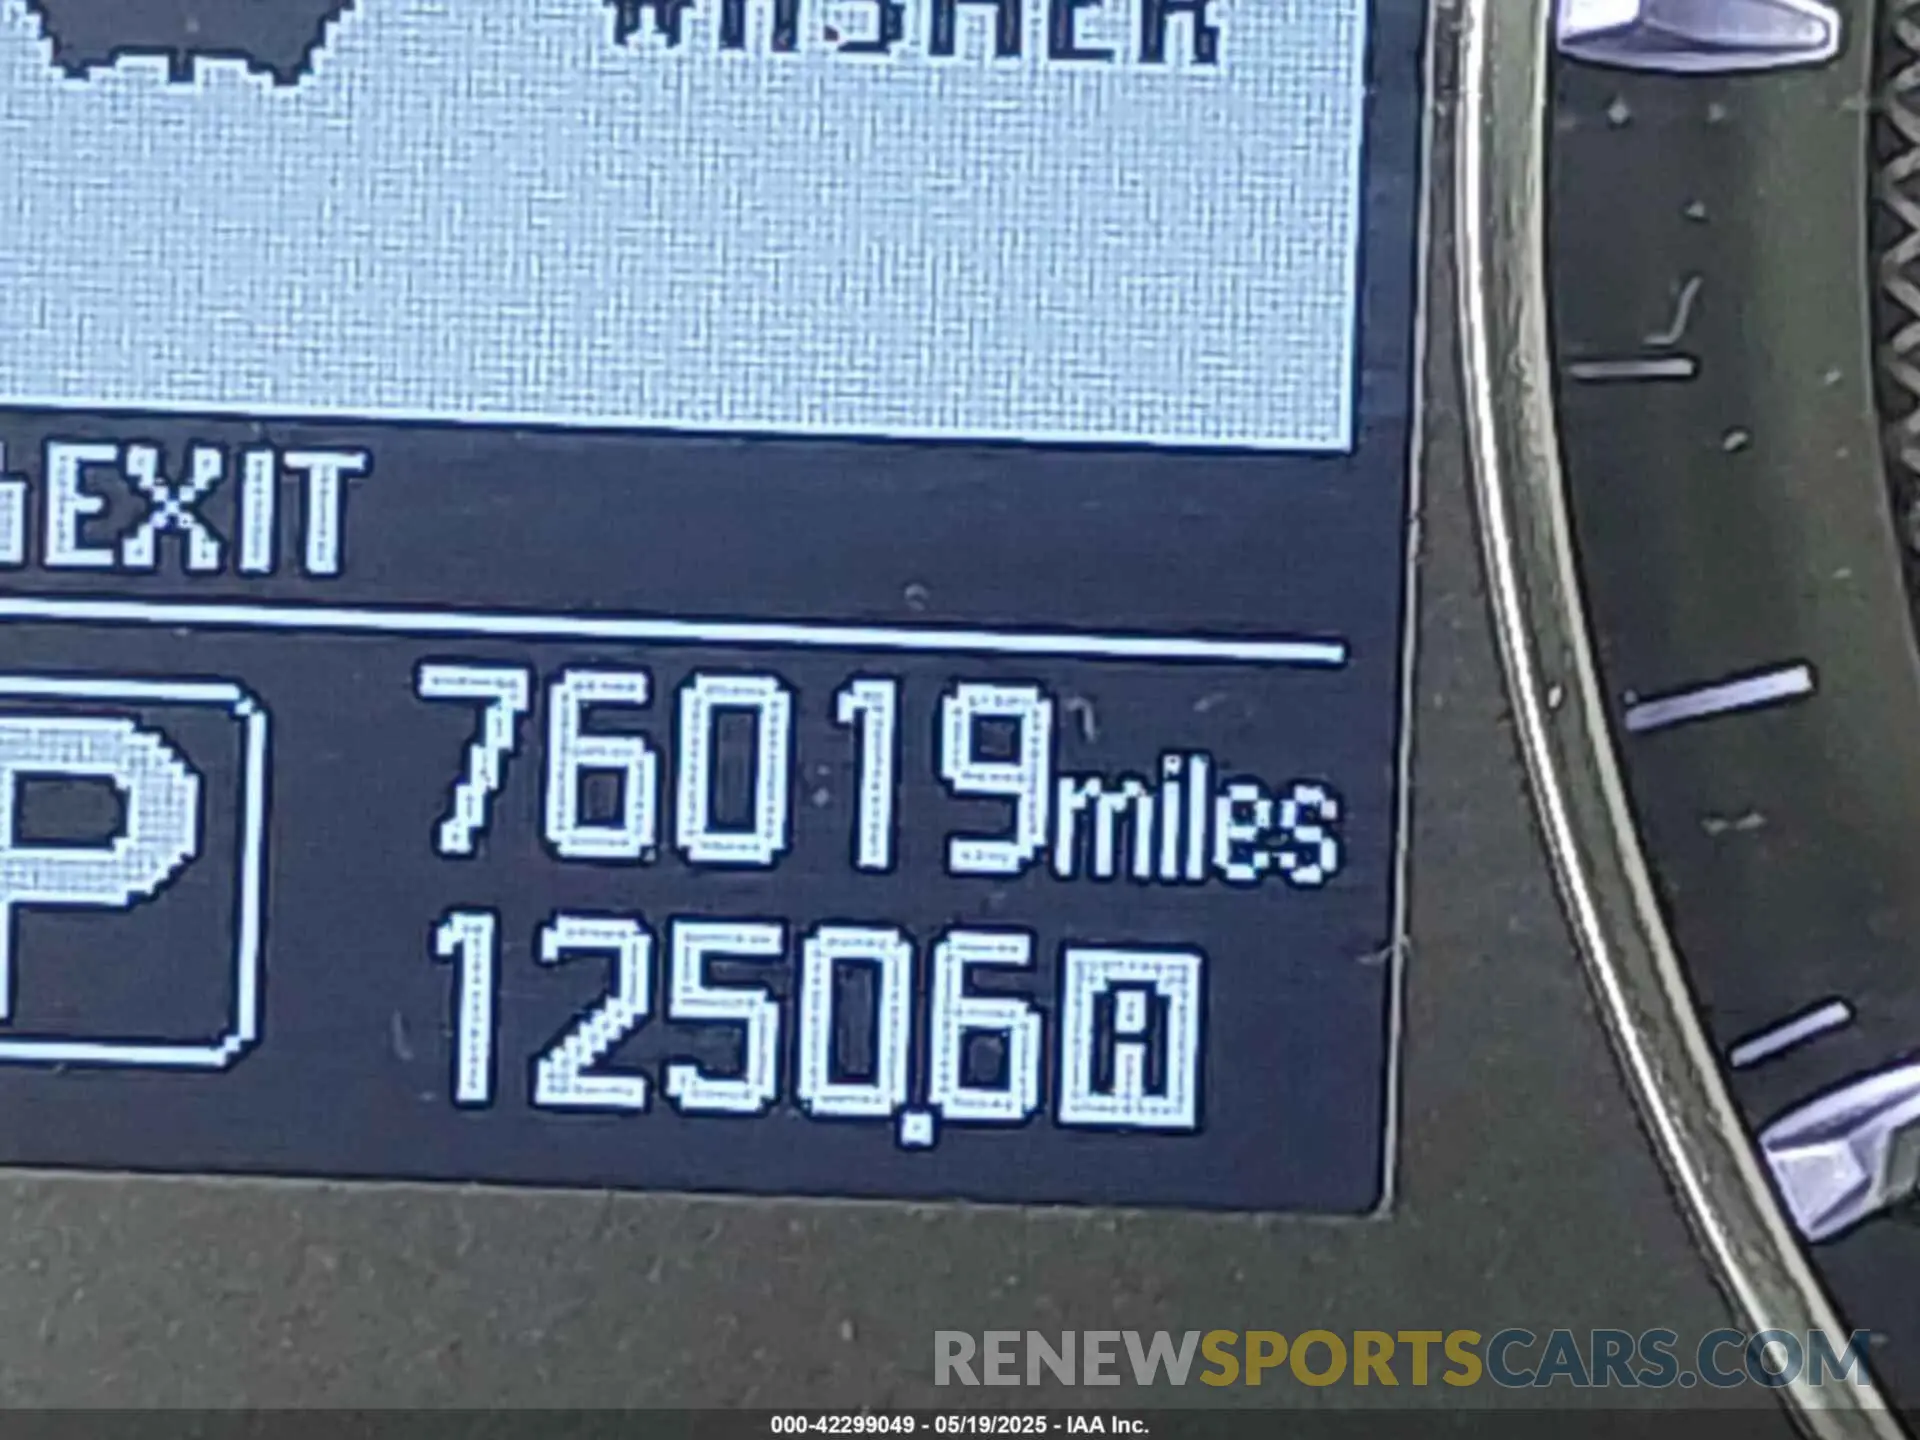 WASHER
EXIT
P
76019miles
1250.6A
RENEWSPORTSCARS.COM
000-42299049 - 05/19/2025 - IAA Inc.